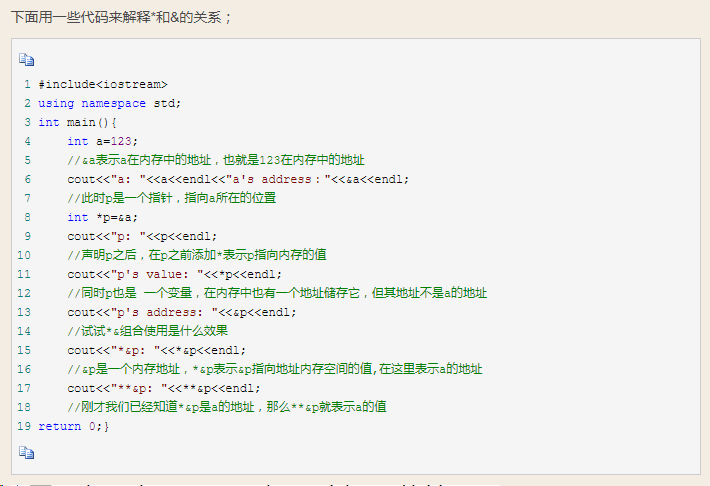 下面用一些代码来解释*和&的关系；
1 #include<iostream>
2 using namespace std;
3 int main(){
4     int a=123;
5     //&a表示a在内存中的地址，也就是123在内存中的地址
6     cout<<"a: "<<a<<endl<<"a's address："<<&a<<endl;
7     //此时p是一个指针，指向a所在的位置
8     int *p=&a;
9     cout<<"p: "<<p<<endl;
10     //声明p之后，在p之前添加*表示p指向内存的值
11     cout<<"p's value: "<<*p<<endl;
12     //同时p也是 一个变量，在内存中也有一个地址储存它，但其地址不是a的地址
13     cout<<"p's address: "<<&p<<endl;
14     //试试*&组合使用是什么效果
15     cout<<"*&p: "<<*&p<<endl;
16     //&p是一个内存地址，*&p表示&p指向地址内存空间的值,在这里表示a的地址
17     cout<<"**&p: "<<**&p<<endl;
18     //刚才我们已经知道*&p是a的地址，那么**&p就表示a的值
19 return 0;}